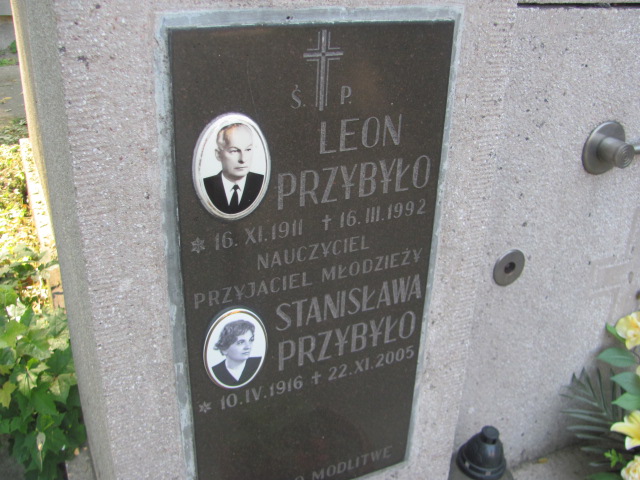 Ś. P.
LEON
PRZYBYŁO
* 16. XI. 1911 † 16. III. 1992
NAUCZYCIEL
PRZYJACIEL MŁODZIEŻY
STANISŁAWA
PRZYBYŁO
* 10. IV. 1916 † 22. XI. 2005
MODLITWĘ